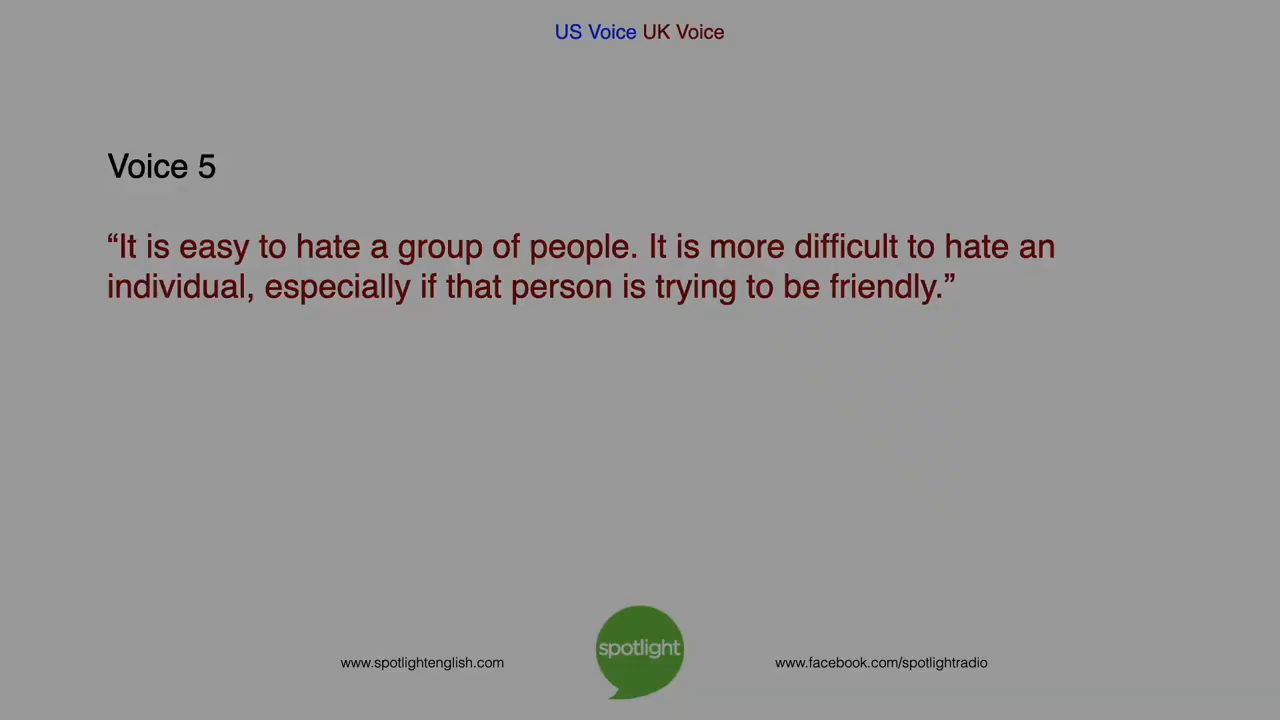 US Voice UK Voice
Voice 5
“It is easy to hate a group of people. It is more difficult to hate an
individual, especially if that person is trying to be friendly.”
spotlight
www.spotlightenglish.com
www.facebook.com/spotlightradio